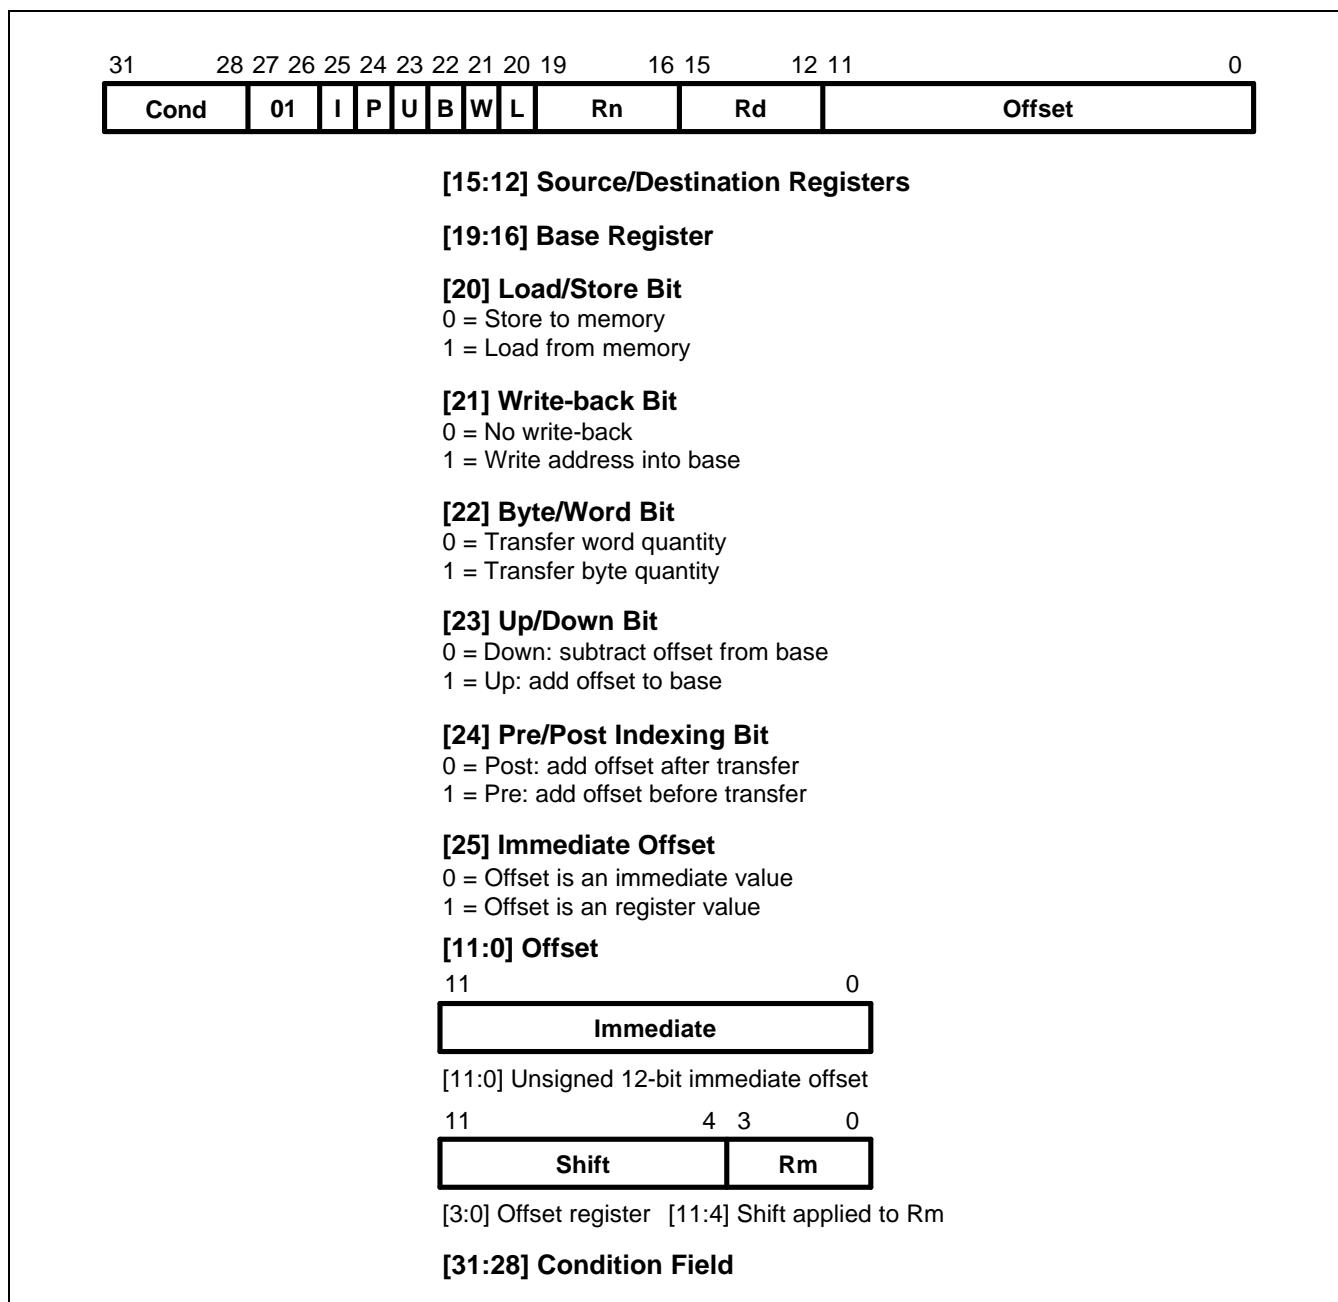 31 28 27 26 25 24 23 22 21 20 19 16 15 12 11 0
Cond 01 I P U B W L Rn Rd Offset
[15:12] Source/Destination Registers
[19:16] Base Register
[20] Load/Store Bit
0 = Store to memory
1 = Load from memory
[21] Write-back Bit
0 = No write-back
1 = Write address into base
[22] Byte/Word Bit
0 = Transfer word quantity
1 = Transfer byte quantity
[23] Up/Down Bit
0 = Down: subtract offset from base
1 = Up: add offset to base
[24] Pre/Post Indexing Bit
0 = Post: add offset after transfer
1 = Pre: add offset before transfer
[25] Immediate Offset
0 = Offset is an immediate value
1 = Offset is an register value
[11:0] Offset
11 0
Immediate
[11:0] Unsigned 12-bit immediate offset
11 4 3 0
Shift Rm
[3:0] Offset register [11:4] Shift applied to Rm
[31:28] Condition Field